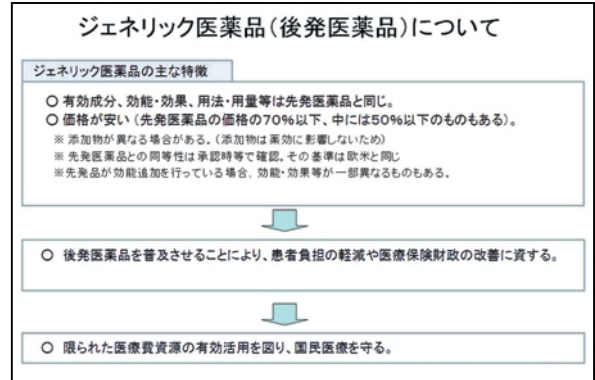 ジェネリック医薬品(後発医薬品)について
ジェネリック医薬品の主な特徴
○ 有効成分、効能・効果、用法・用量等は先発医薬品と同じ。
○ 価格が安い(先発医薬品の価格の70%以下、中には50%以下のものもある)。
※ 添加物が異なる場合がある。(添加物は薬効に影響しないため)
※ 先発医薬品との同等性は承認時等で確認。その基準は欧米と同じ
※先発品が効能追加を行っている場合、効能・効果等が一部異なるものもある。
○ 後発医薬品を普及させることにより、患者負担の軽減や医療保険財政の改善に資する。
○ 限られた医療費資源の有効活用を図り、国民医療を守る。